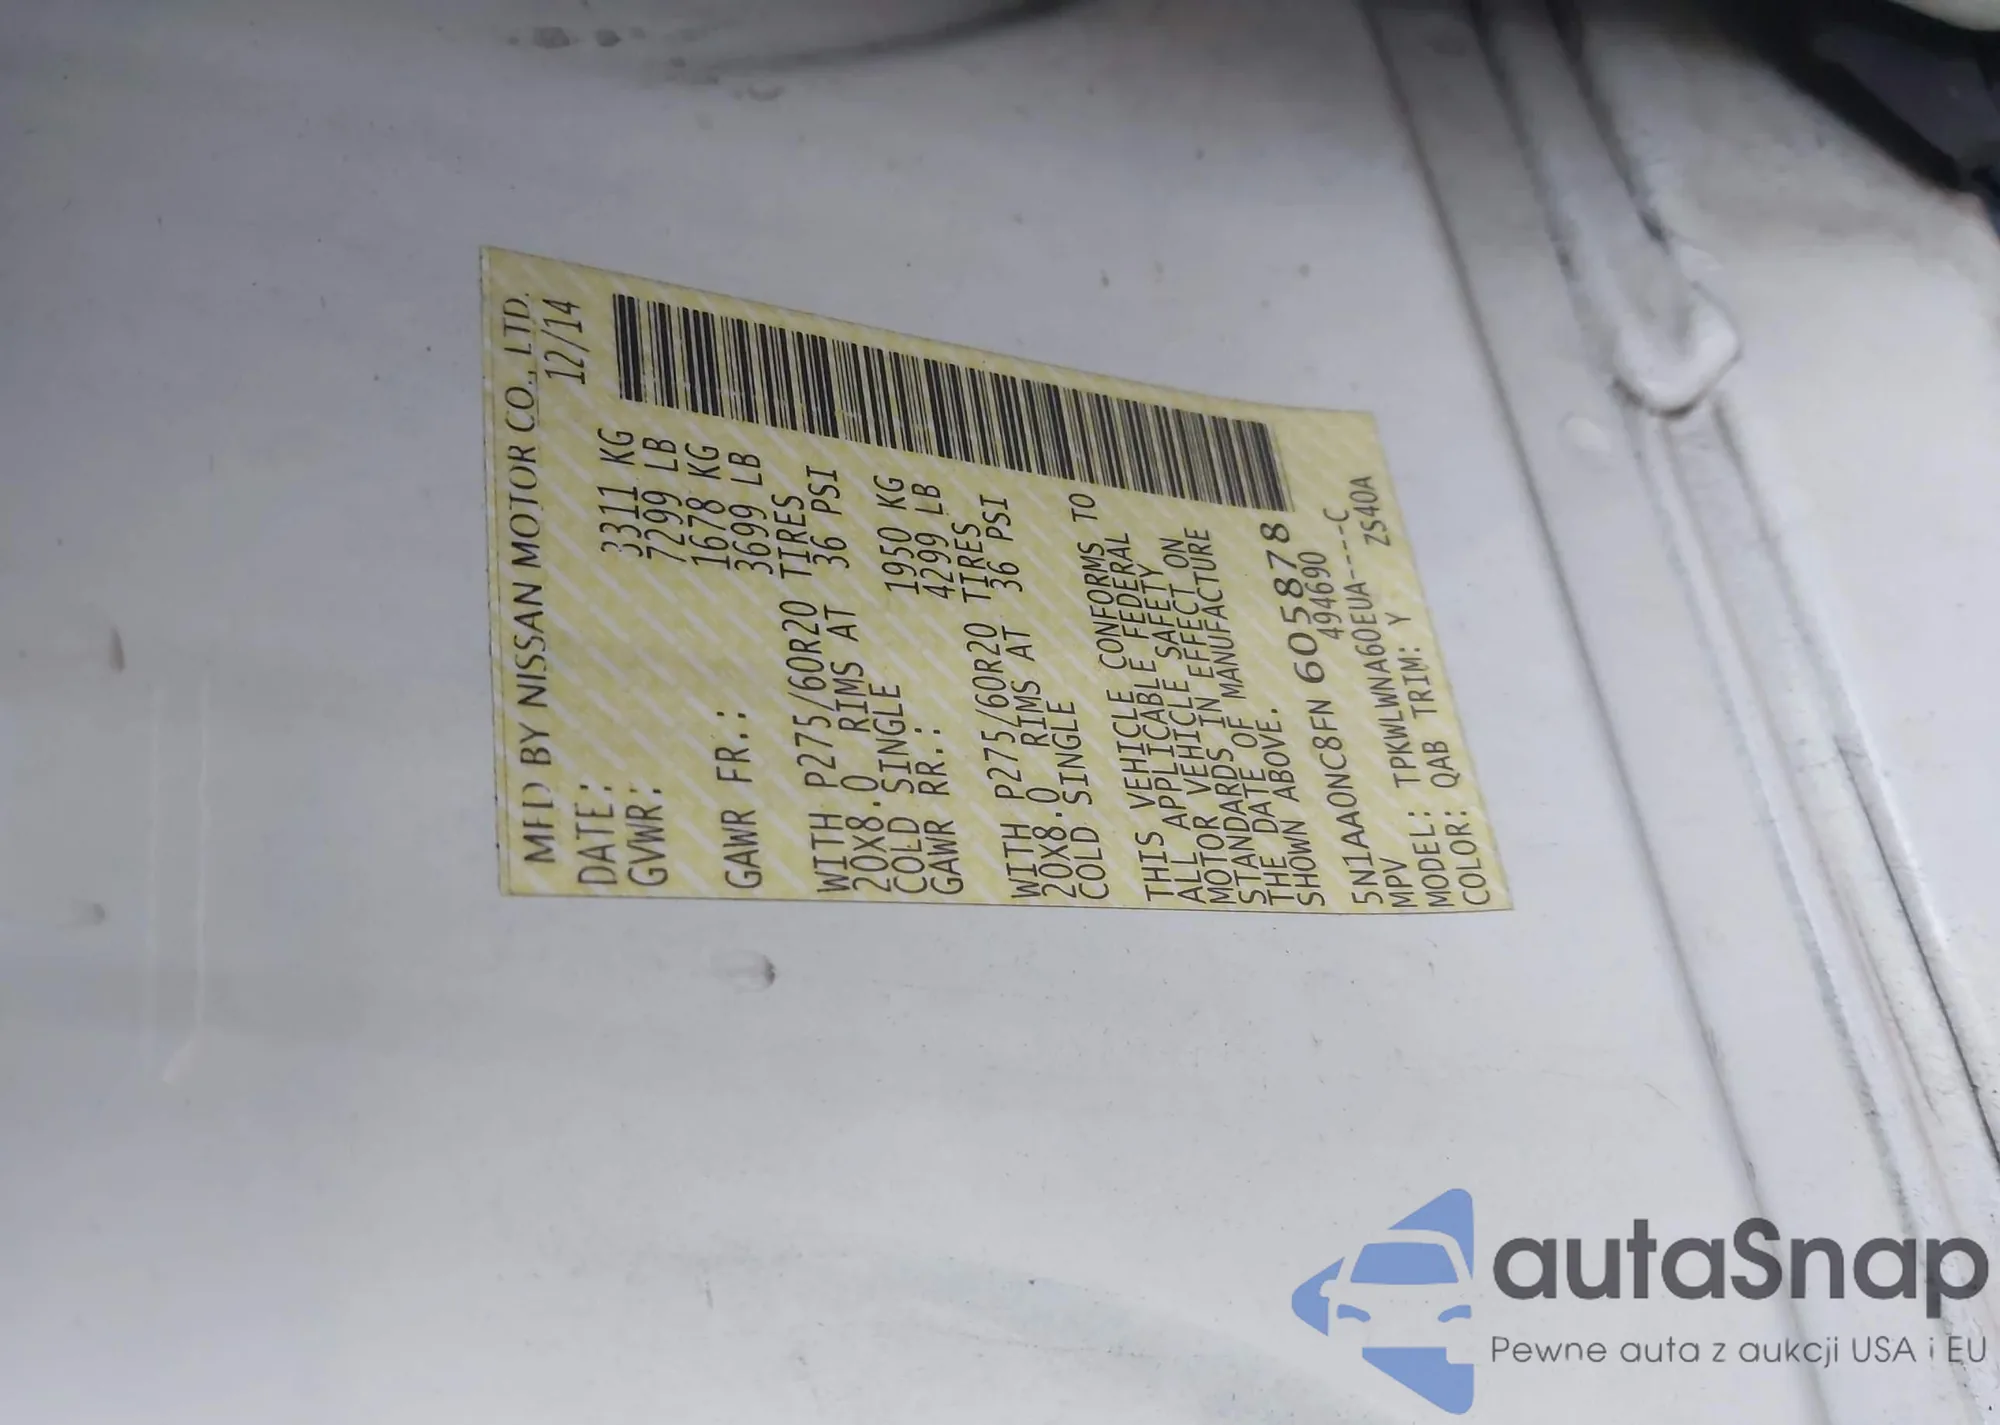 MFD BY NISSAN MOTOR CO., LTD.
DATE: 12/14
GVWR: 3311 KG
7299 LB
GAWR FR.: 1678 KG
3699 LB
WITH P275/60R20 TIRES
20X8.0 RIMS AT 36 PSI
COLD SINGLE
GAWR RR.: 1950 KG
4299 LB
WITH P275/60R20 TIRES
20X8.0 RIMS AT 36 PSI
COLD SINGLE
THIS VEHICLE CONFORMS TO
ALL APPLICABLE FEDERAL
MOTOR VEHICLE SAFETY
STANDARDS IN EFFECT ON
THE DATE OF MANUFACTURE
SHOWN ABOVE.
5N1AA0NC8FN 605878
MPV 494690
MODEL: TPKWLWNA60EUA----C
COLOR: QAB TRIM: Y ZS40A
autaSnap
Pewne auta z aukcji USA i EU